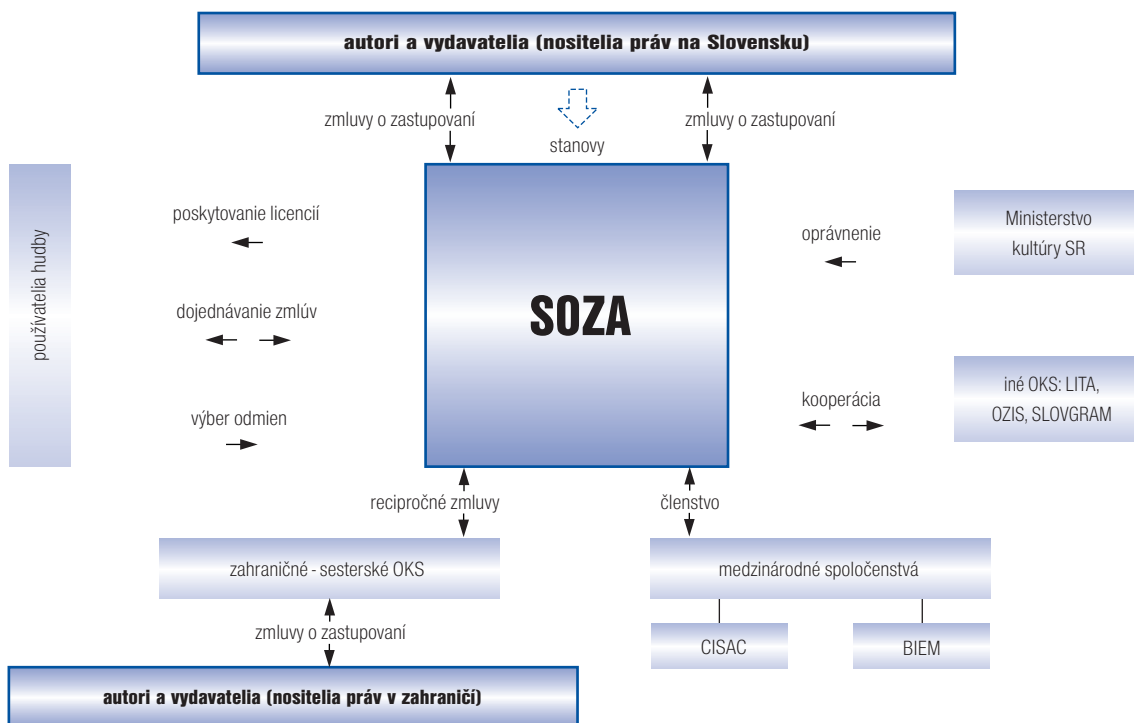 autori a vydavatelia (nositelia práv na Slovensku)
zmluvy o zastupovaní
stanovy
zmluvy o zastupovaní
používatelia hudby
poskytovanie licencií
dojednávanie zmlúv
výber odmien
SOZA
oprávnenie
Ministerstvo
kultúry SR
kooperácia
iné OKS: LITA,
OZIS, SLOVGRAM
recipročné zmluvy
členstvo
zahraničné - sesterské OKS
medzinárodné spoločenstvá
zmluvy o zastupovaní
CISAC
BIEM
autori a vydavatelia (nositelia práv v zahraničí)